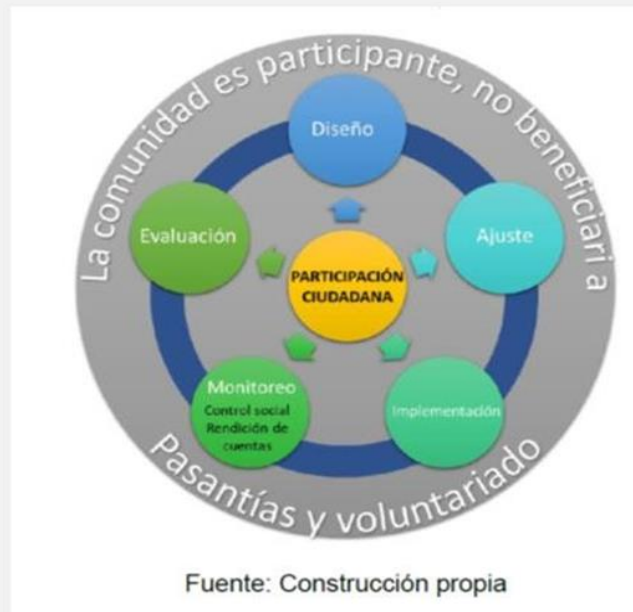 La comunidad es participante, no beneficiari a
Diseño
Evaluación
Ajuste
PARTICIPACIÓN
CIUDADANA
Monitoreo
Control social
Rendición de
cuentas
Implementación
Pasantías y voluntariado
Fuente: Construcción propia